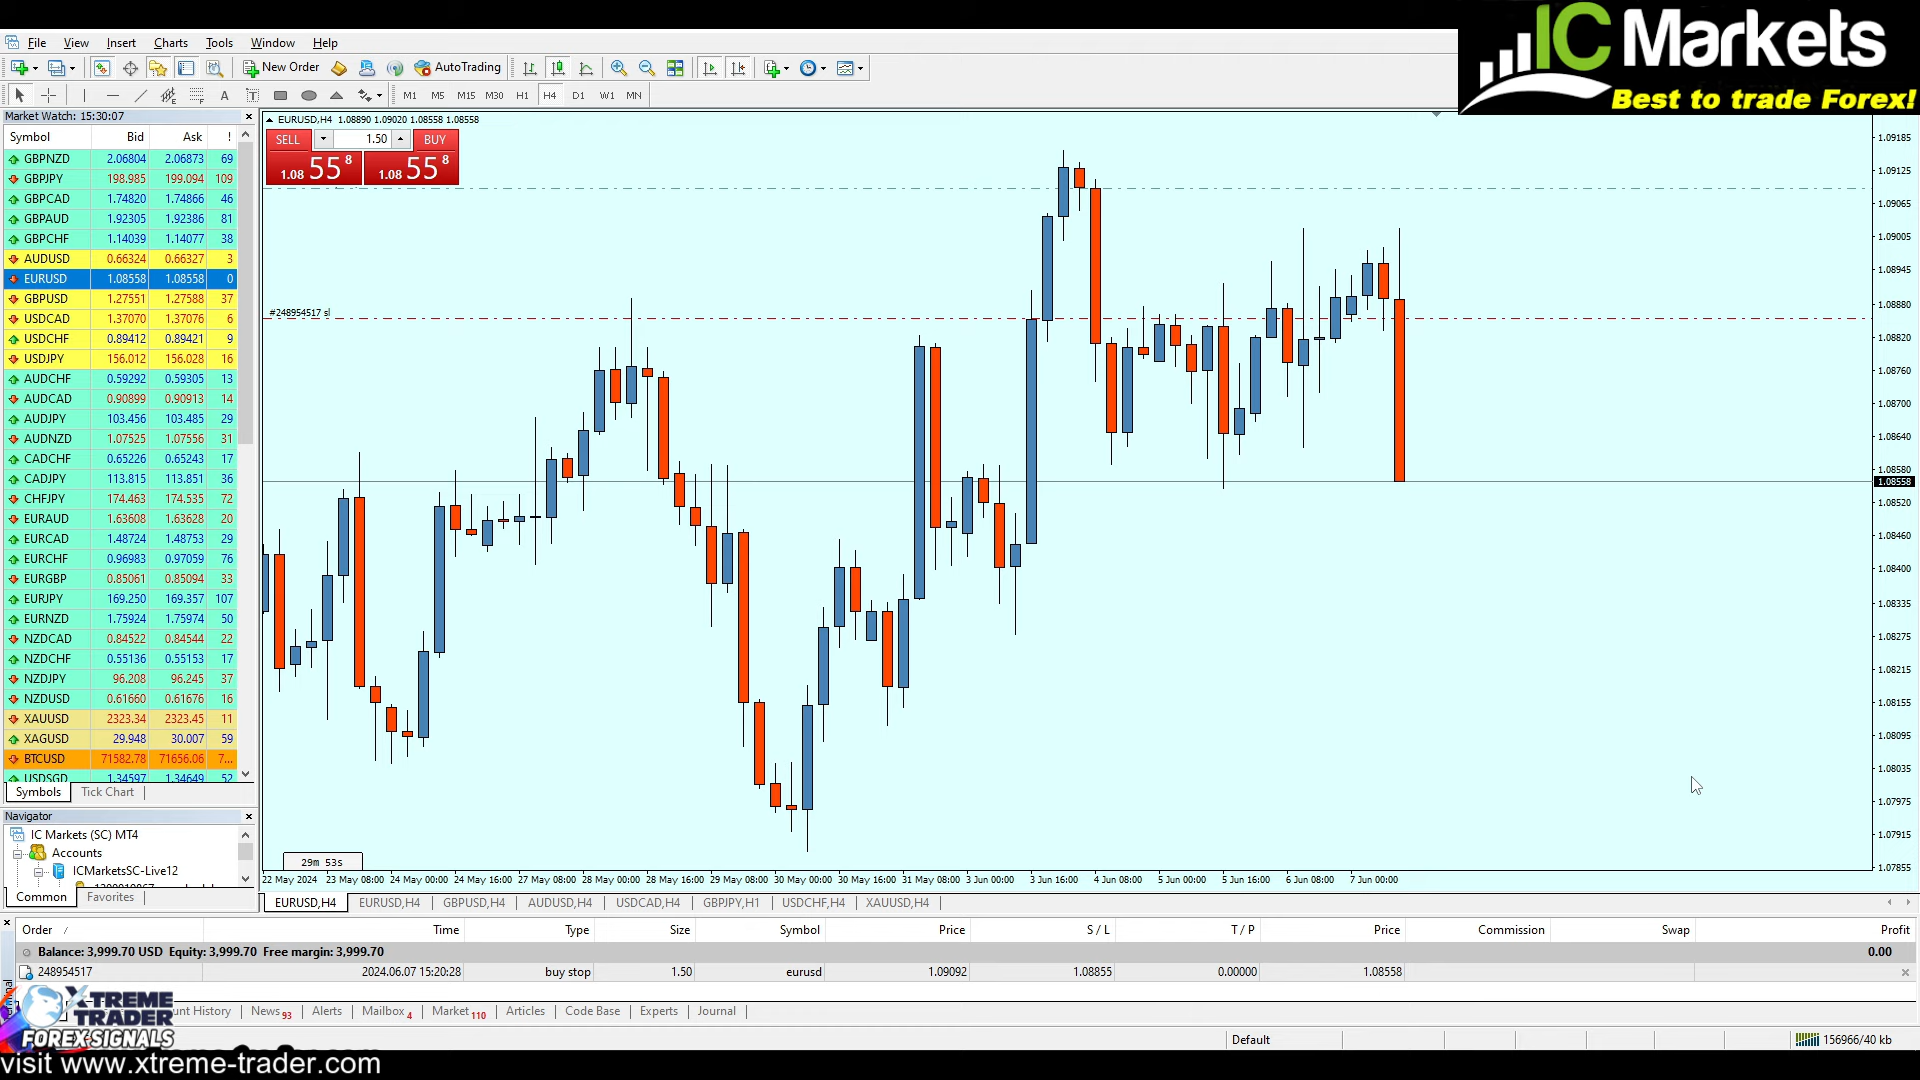 IC Markets
Best to trade Forex!
File View Insert Charts Tools Window Help
New Order AutoTrading
A T M1 M5 M15 M30 H1 H4 D1 W1 MN
Market Watch: 15:30:07
Symbol Bid Ask !
GBPNZD 2.06804 2.06873 69
GBPJPY 198.985 199.094 109
GBPCAD 1.74820 1.74866 46
GBPAUD 1.92305 1.92386 81
GBPCHF 1.14039 1.14077 38
AUDUSD 0.66324 0.66327 3
EURUSD 1.08558 1.08558 0
GBPUSD 1.27551 1.27588 37
USDCAD 1.37070 1.37076 6
USDCHF 0.89412 0.89421 9
USDJPY 156.012 156.028 16
AUDCHF 0.59292 0.59305 13
AUDCAD 0.90899 0.90913 14
AUDJPY 103.456 103.485 29
AUDNZD 1.07525 1.07556 31
CADCHF 0.65226 0.65243 17
CADJPY 113.815 113.851 36
CHFJPY 174.463 174.535 72
EURAUD 1.63608 1.63628 20
EURCAD 1.48724 1.48753 29
EURCHF 0.96983 0.97059 76
EURGBP 0.85061 0.85094 33
EURJPY 169.250 169.357 107
EURNZD 1.75924 1.75974 50
NZDCAD 0.84522 0.84544 22
NZDCHF 0.55136 0.55153 17
NZDJPY 96.208 96.245 37
NZDUSD 0.61660 0.61676 16
XAUUSD 2323.34 2323.45 11
XAGUSD 29.948 30.007 59
BTCUSD 71582.78 71656.06 7...
USDSGD 1.34597 1.34649 52
Symbols Tick Chart
Navigator
IC Markets (SC) MT4
Accounts
ICMarketsSC-Live12
Common Favorites
EURUSD,H4 1.08890 1.09020 1.08558 1.08558
SELL 1.50 BUY
1.08 55 8 1.08 55 8
#248954517 sl
1.09185
1.09125
1.09065
1.09005
1.08945
1.08880
1.08820
1.08760
1.08700
1.08640
1.08580
1.08558
1.08520
1.08460
1.08400
1.08335
1.08275
1.08215
1.08155
1.08095
1.08035
1.07975
1.07915
1.07855
29m 53s
22 May 2024 23 May 08:00 24 May 00:00 24 May 16:00 27 May 08:00 28 May 00:00 28 May 16:00 29 May 08:00 30 May 00:00 30 May 16:00 31 May 08:00 3 Jun 00:00 3 Jun 16:00 4 Jun 08:00 5 Jun 00:00 5 Jun 16:00 6 Jun 08:00 7 Jun 00:00
EURUSD,H4 EURUSD,H4 GBPUSD,H4 AUDUSD,H4 USDCAD,H4 GBPJPY,H1 USDCHF,H4 XAUUSD,H4
Order / Time Type Size Symbol Price S / L T / P Price Commission Swap Profit
Balance: 3,999.70 USD Equity: 3,999.70 Free margin: 3,999.70 0.00
248954517 2024.06.07 15:20:28 buy stop 1.50 eurusd 1.09092 1.08855 0.00000 1.08558
unt History News 93 Alerts Mailbox 4 Market 110 Articles Code Base Experts Journal
XTREME
TRADER
FOREX SIGNALS
Default 156966/40 kb
visit www.xtreme-trader.com